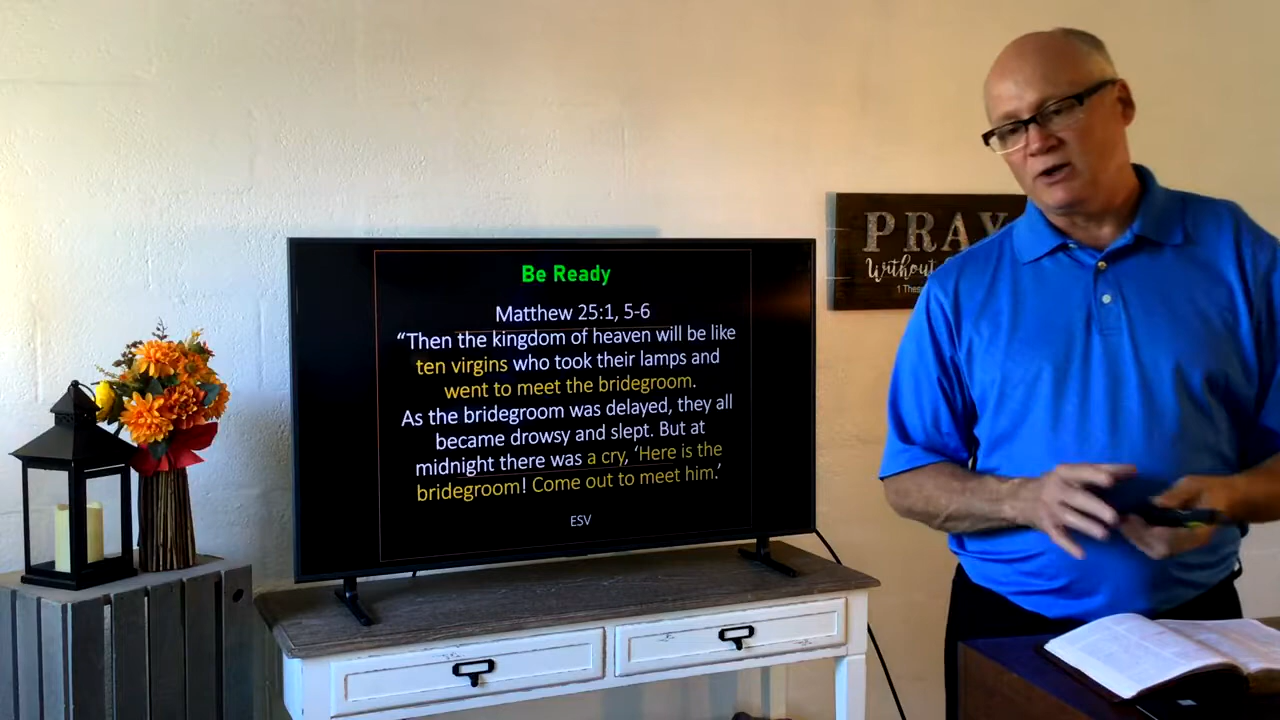 Be Ready
Matthew 25:1, 5-6
“Then the kingdom of heaven will be like
ten virgins who took their lamps and
went to meet the bridegroom.
As the bridegroom was delayed, they all
became drowsy and slept. But at
midnight there was a cry, ‘Here is the
bridegroom! Come out to meet him.’
ESV
PRAY
Without
1